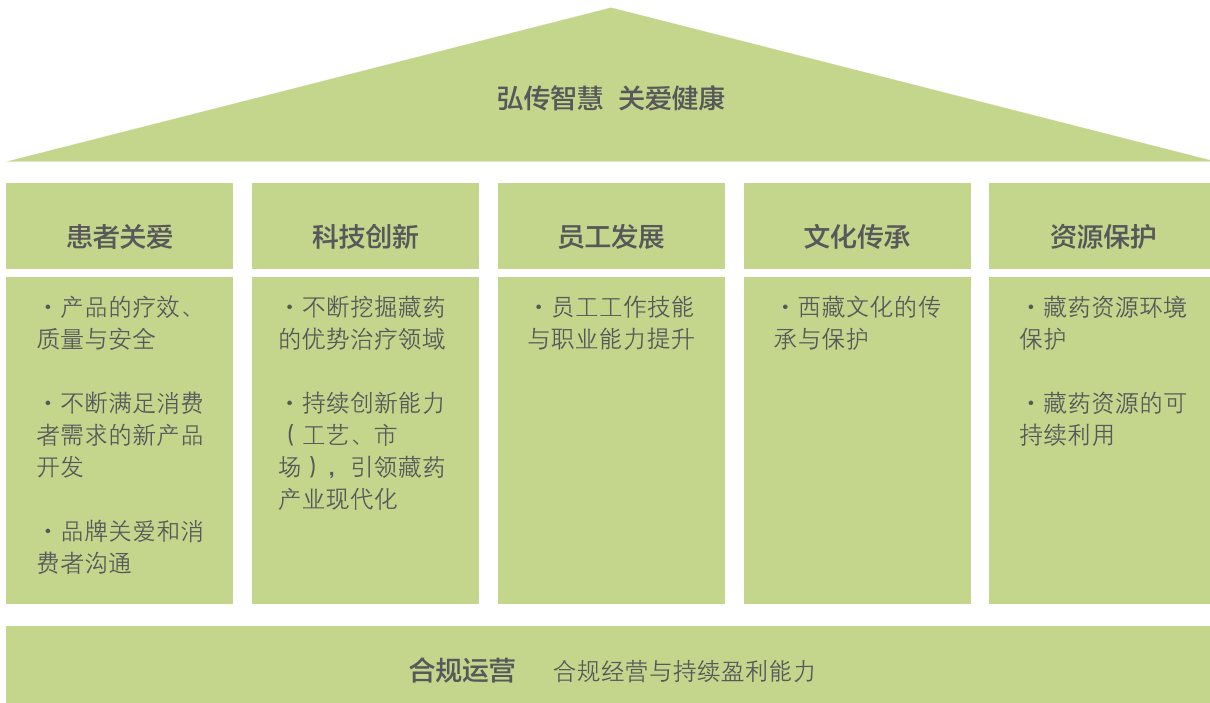 弘传智慧 关爱健康
患者关爱
・产品的疗效、
质量与安全
・不断满足消费
者需求的新产品
开发
・品牌关爱和消
费者沟通
科技创新
・不断挖掘藏药
的优势治疗领域
・持续创新能力
（工艺、市
场），引领藏药
产业现代化
员工发展
・员工工作技能
与职业能力提升
文化传承
・西藏文化的传
承与保护
资源保护
・藏药资源环境
保护
・藏药资源的可
持续利用
合规运营 合规经营与持续盈利能力